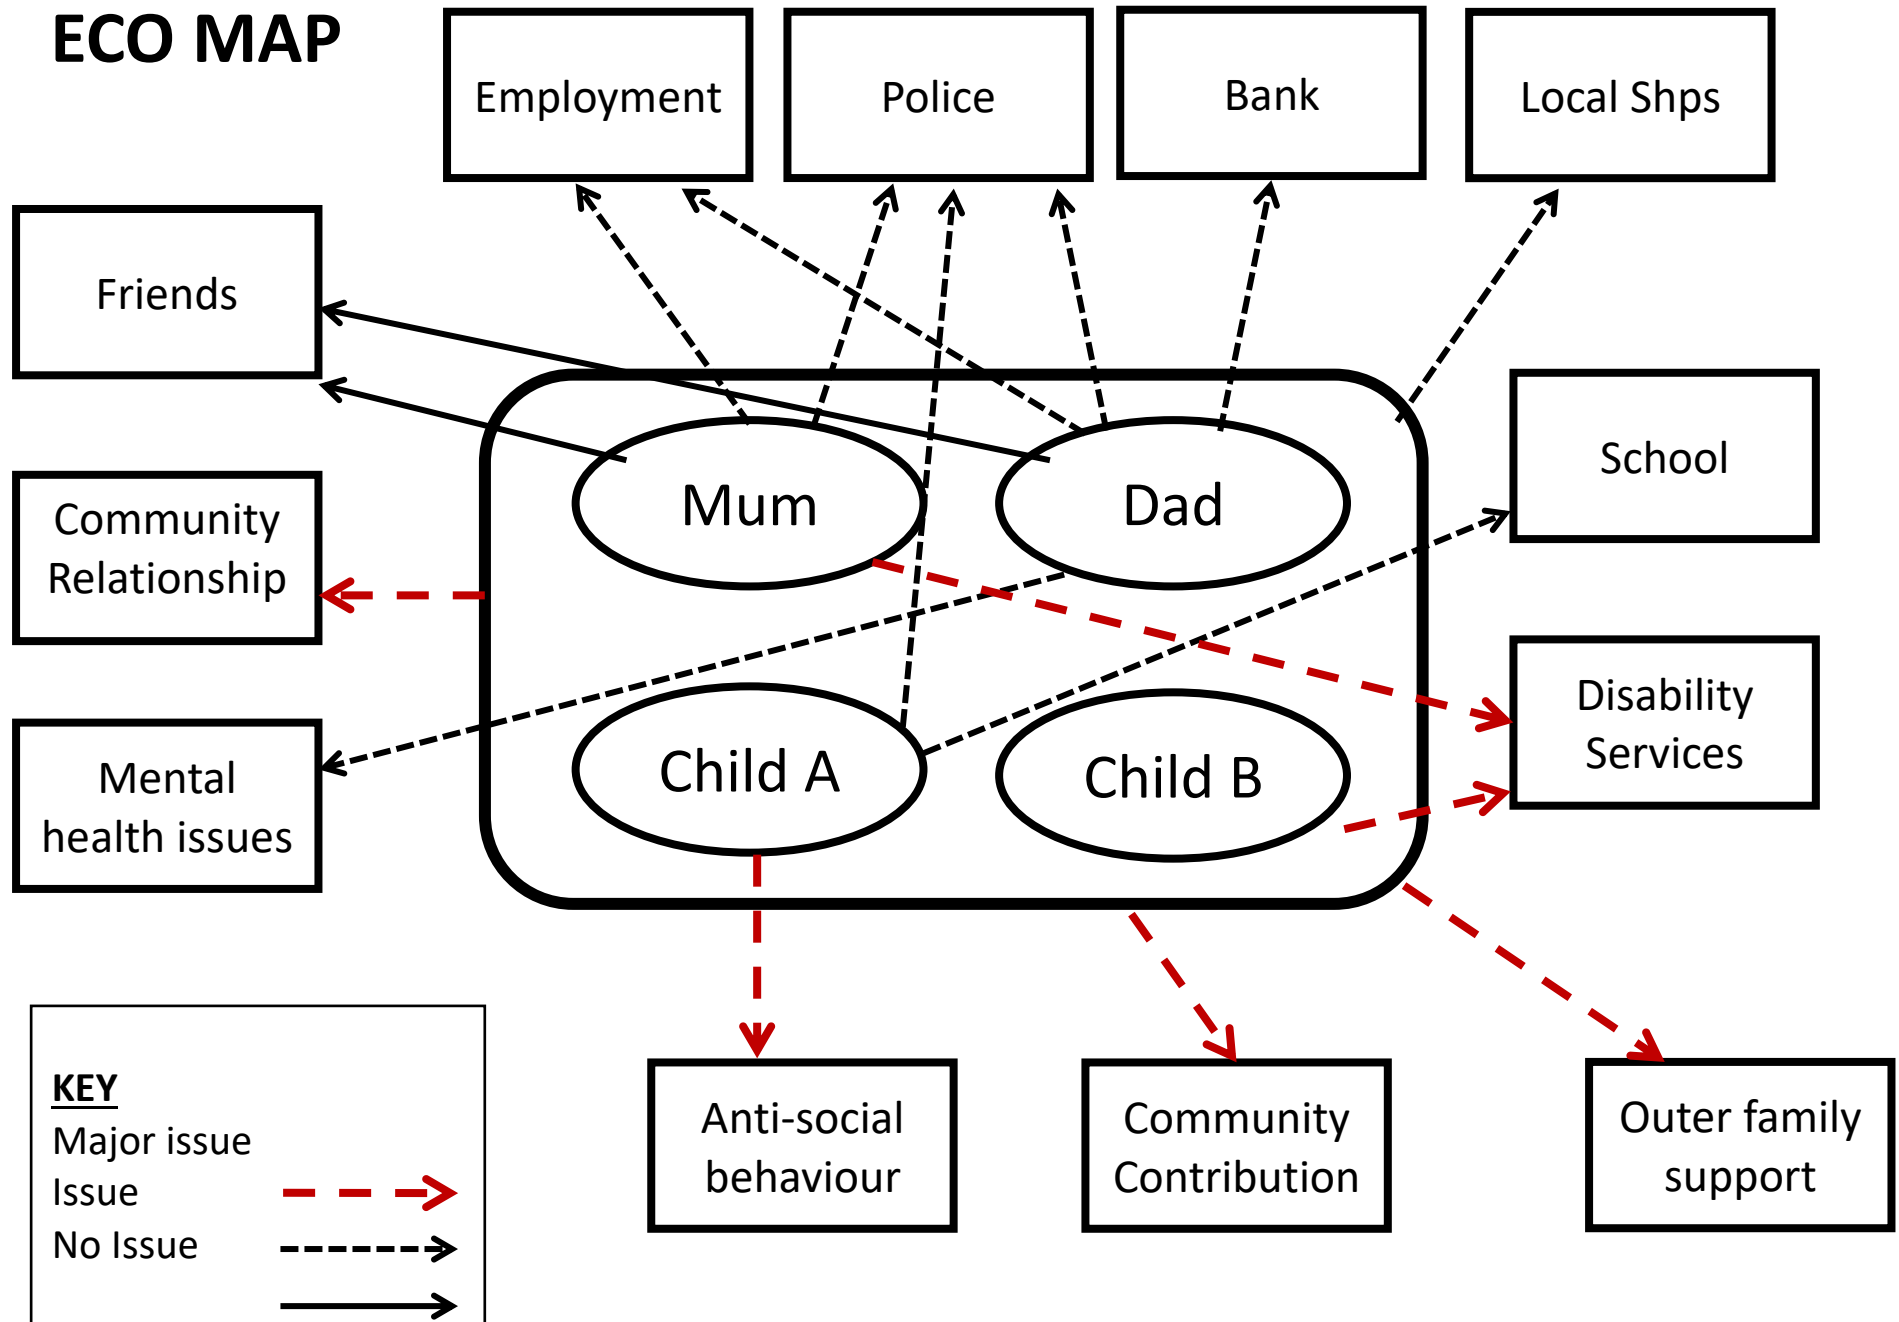 ECO MAP
Employment
Police
Bank
Local Shps
Friends
School
Community
Relationship
Mum
Dad
Disability
Services
Mental
health issues
Child A
Child B
KEY
Major issue
Issue
No Issue
Anti-social
behaviour
Community
Contribution
Outer family
support